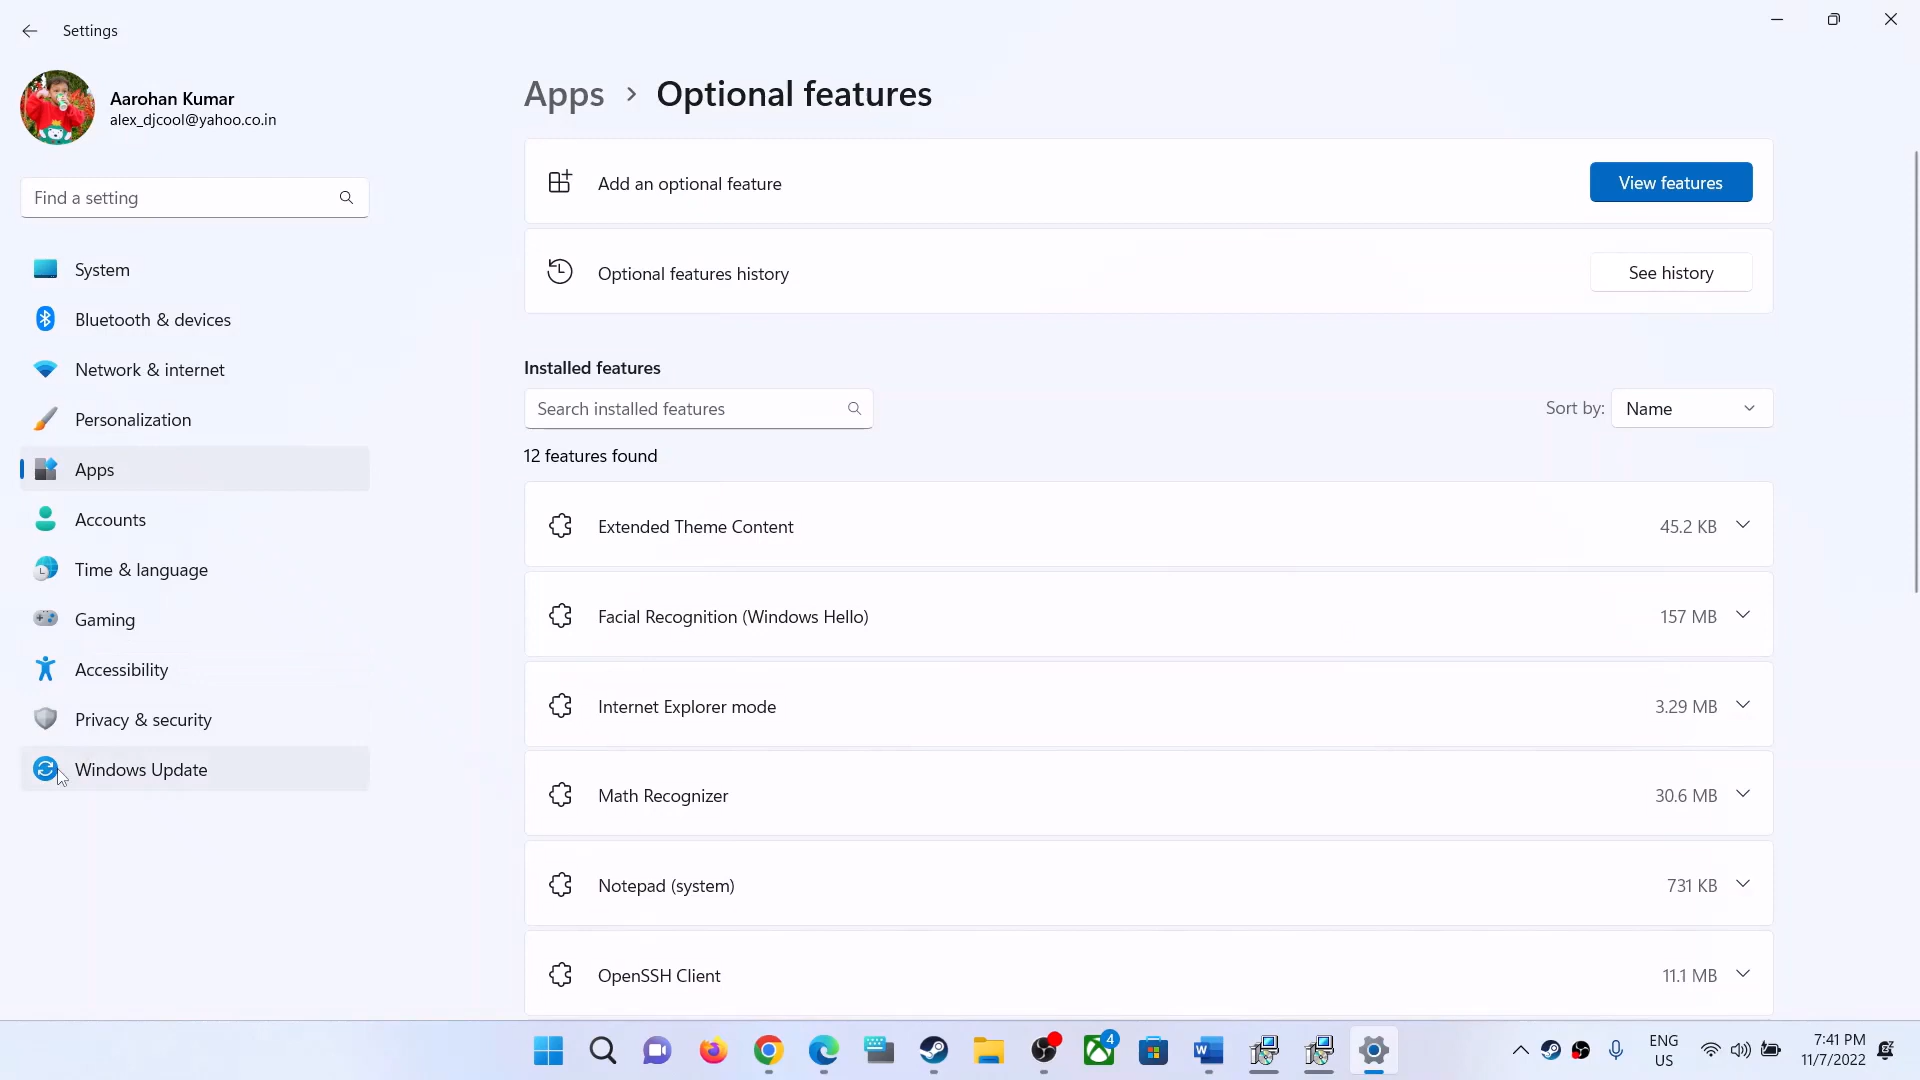 Settings
Aarohan Kumar
alex_djcool@yahoo.co.in
Find a setting
System
Bluetooth & devices
Network & internet
Personalization
Apps
Accounts
Time & language
Gaming
Accessibility
Privacy & security
Windows Update
Apps > Optional features
Add an optional feature
View features
Optional features history
See history
Installed features
Search installed features
Sort by: Name
12 features found
Extended Theme Content 45.2 KB
Facial Recognition (Windows Hello) 157 MB
Internet Explorer mode 3.29 MB
Math Recognizer 30.6 MB
Notepad (system) 731 KB
OpenSSH Client 11.1 MB
4
ENG
US
7:41 PM
11/7/2022